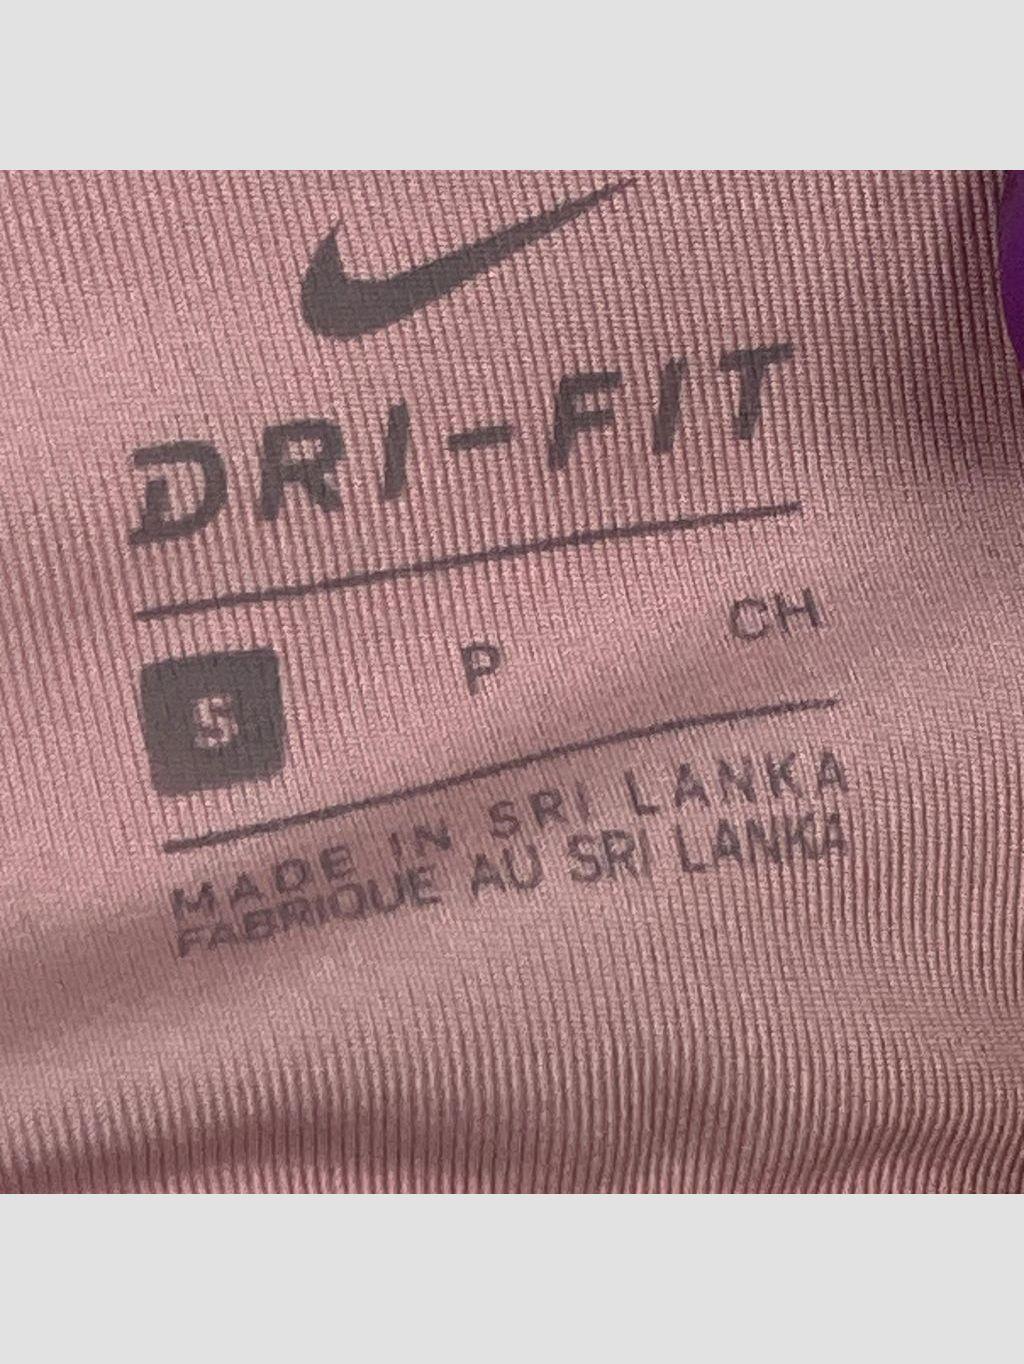 DRI-FIT
S P CH
MADE IN SRI LANKA
FABRIQUE AU SRI LANKA